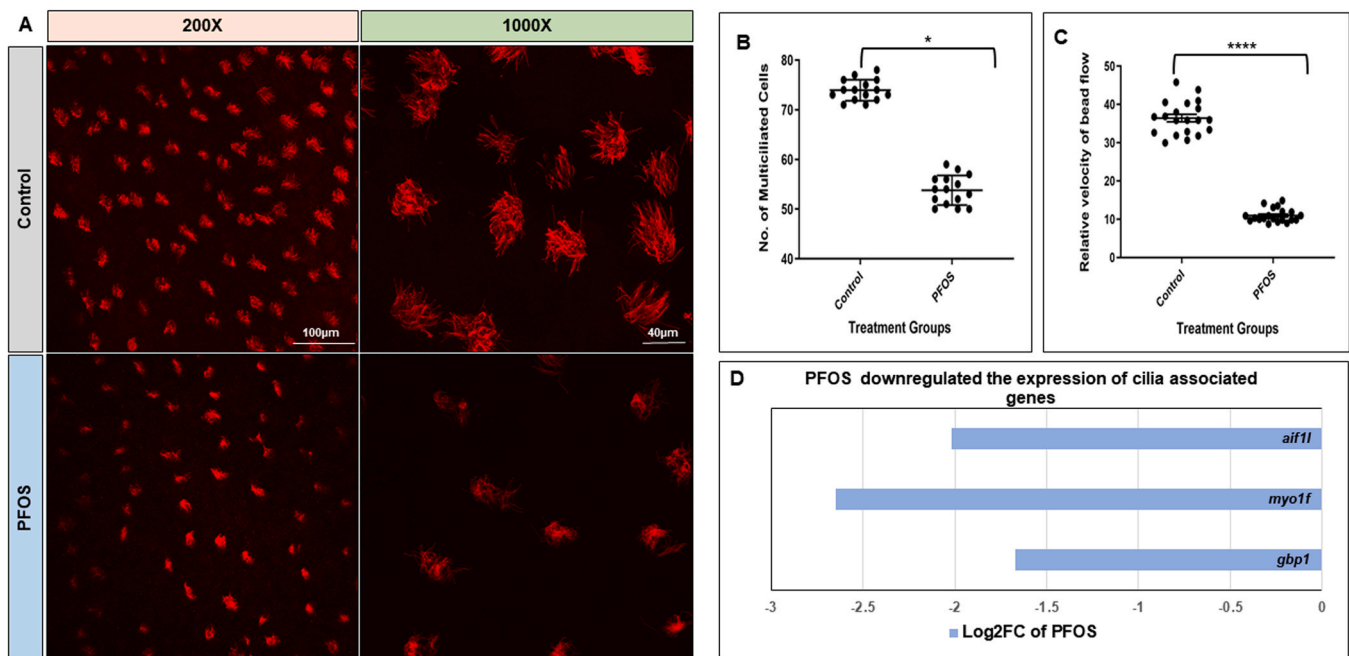 A
200X
1000X
Control
100µm
40µm
PFOS
B
*
No. of Multiciliated Cells
80
70
60
50
40
Control
PFOS
Treatment Groups
C
****
Relative velocity of bead flow
50
40
30
20
10
0
Control
PFOS
Treatment Groups
D
PFOS downregulated the expression of cilia associated
genes
aif1l
myo1f
gbp1
-3 -2.5 -2 -1.5 -1 -0.5 0
Log2FC of PFOS